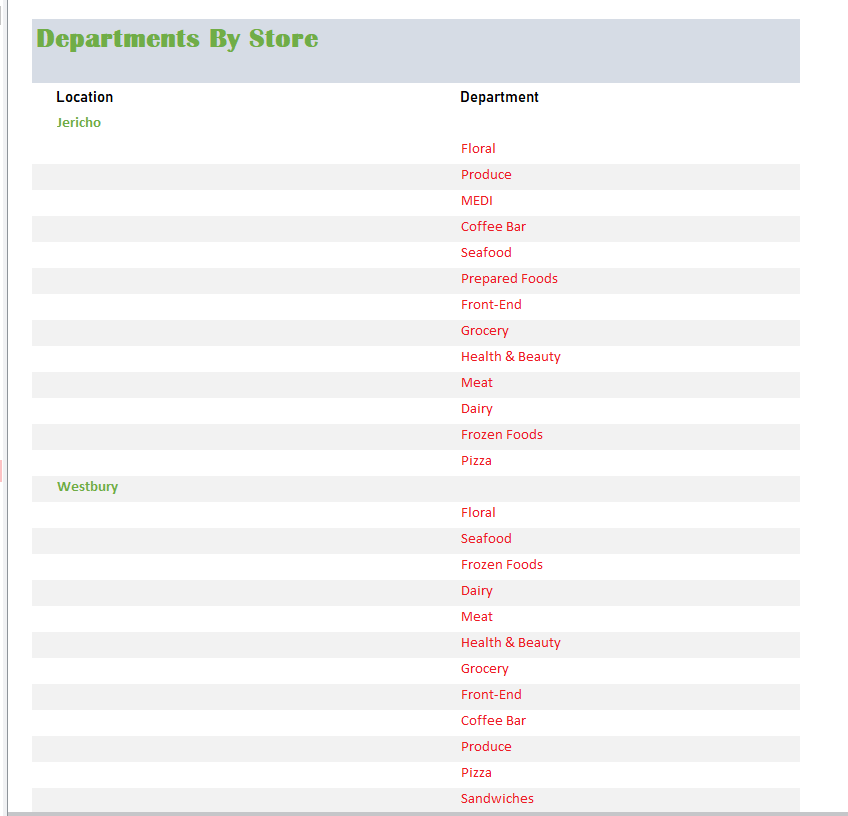 Departments By Store
Location Department
Jericho
Floral
Produce
MEDI
Coffee Bar
Seafood
Prepared Foods
Front-End
Grocery
Health & Beauty
Meat
Dairy
Frozen Foods
Pizza
Westbury
Floral
Seafood
Frozen Foods
Dairy
Meat
Health & Beauty
Grocery
Front-End
Coffee Bar
Produce
Pizza
Sandwiches